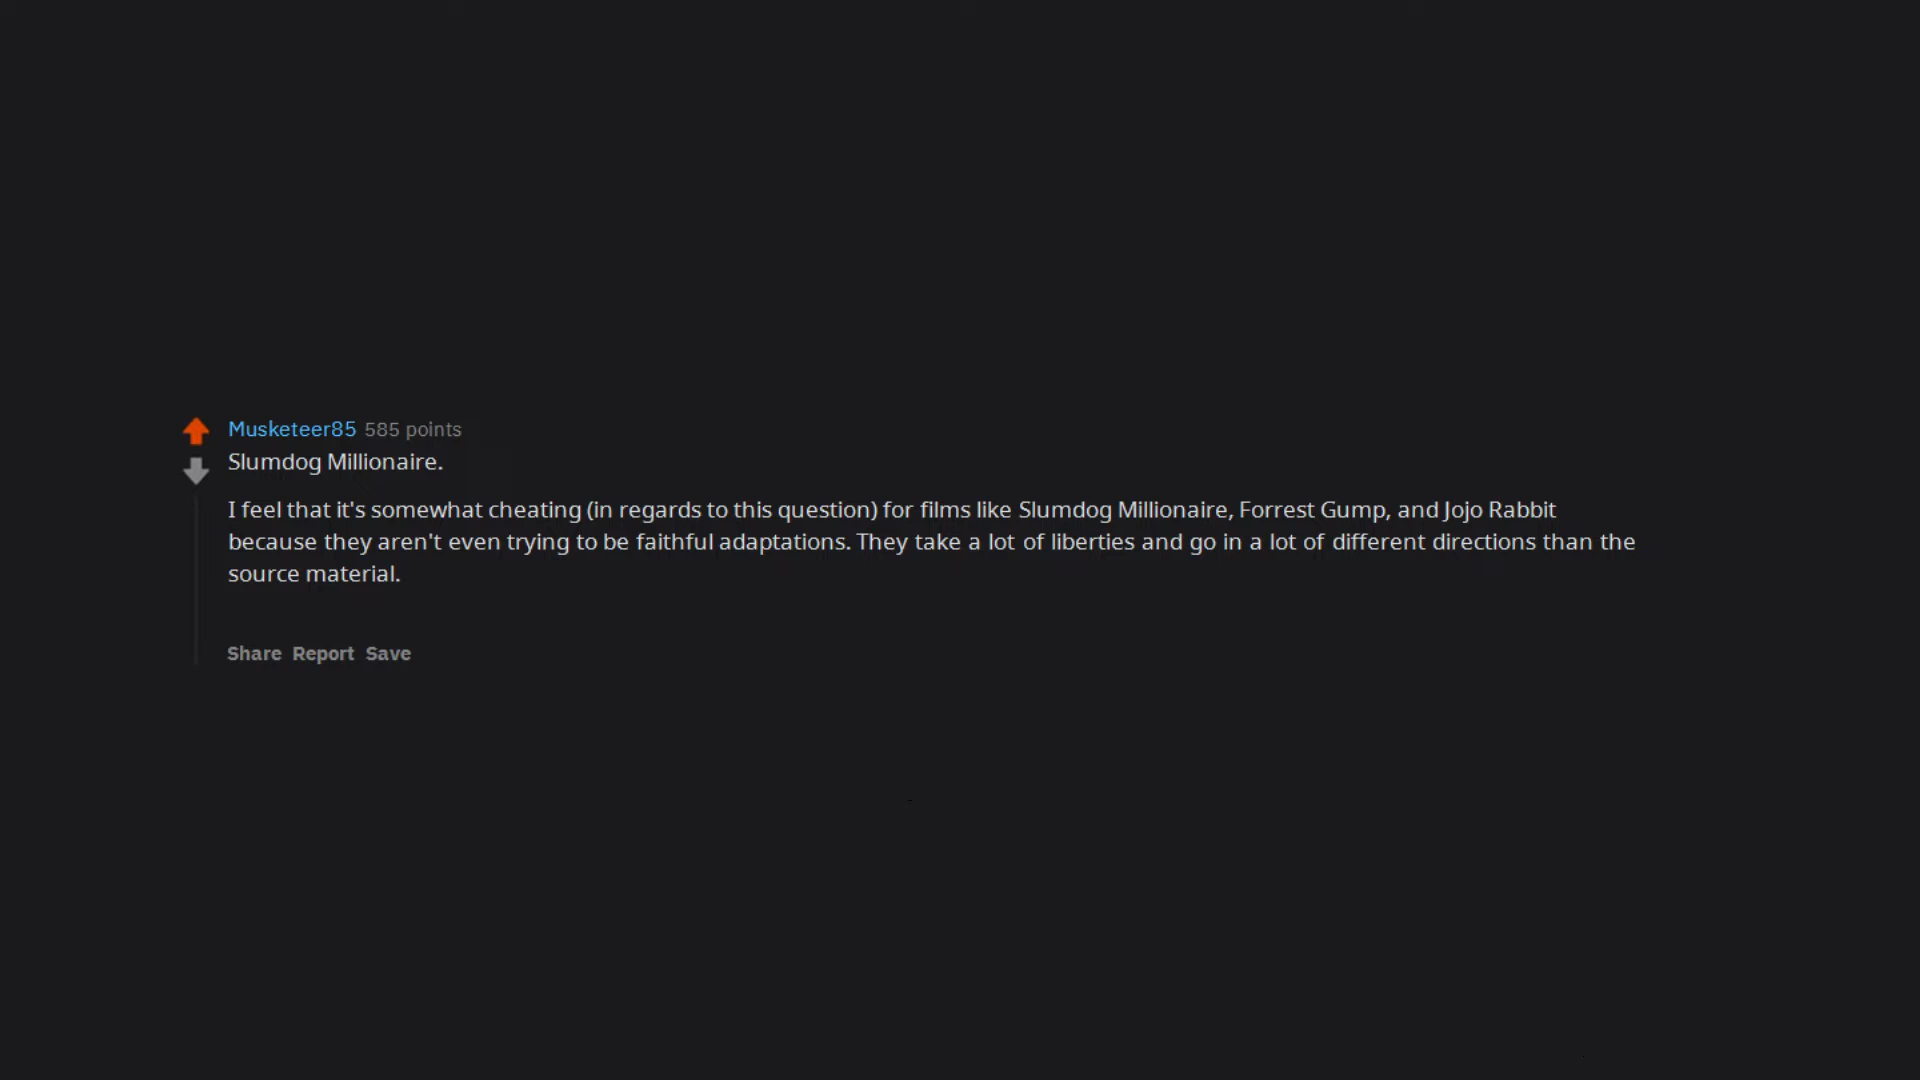 Musketeer85 585 points
Slumdog Millionaire.
I feel that it's somewhat cheating (in regards to this question) for films like Slumdog Millionaire, Forrest Gump, and Jojo Rabbit
because they aren't even trying to be faithful adaptations. They take a lot of liberties and go in a lot of different directions than the
source material.
Share Report Save